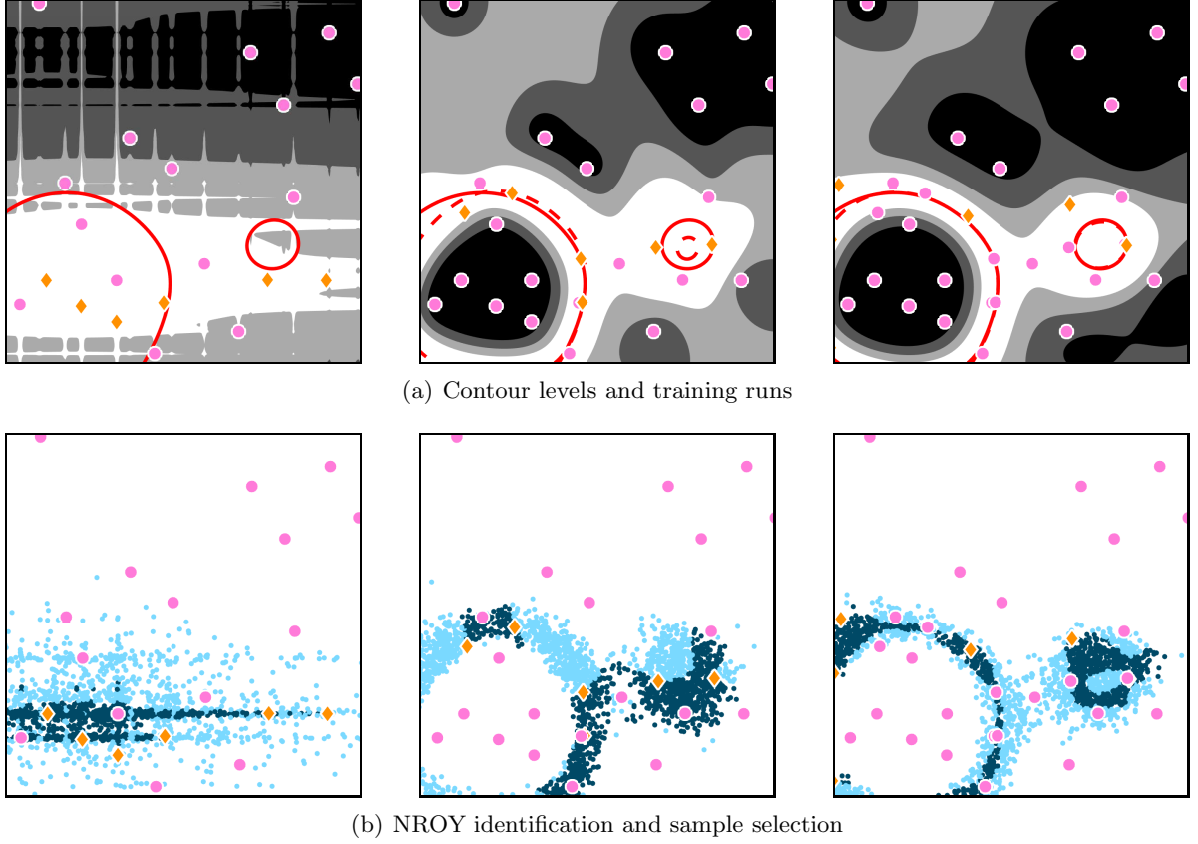 (a) Contour levels and training runs
(b) NROY identification and sample selection